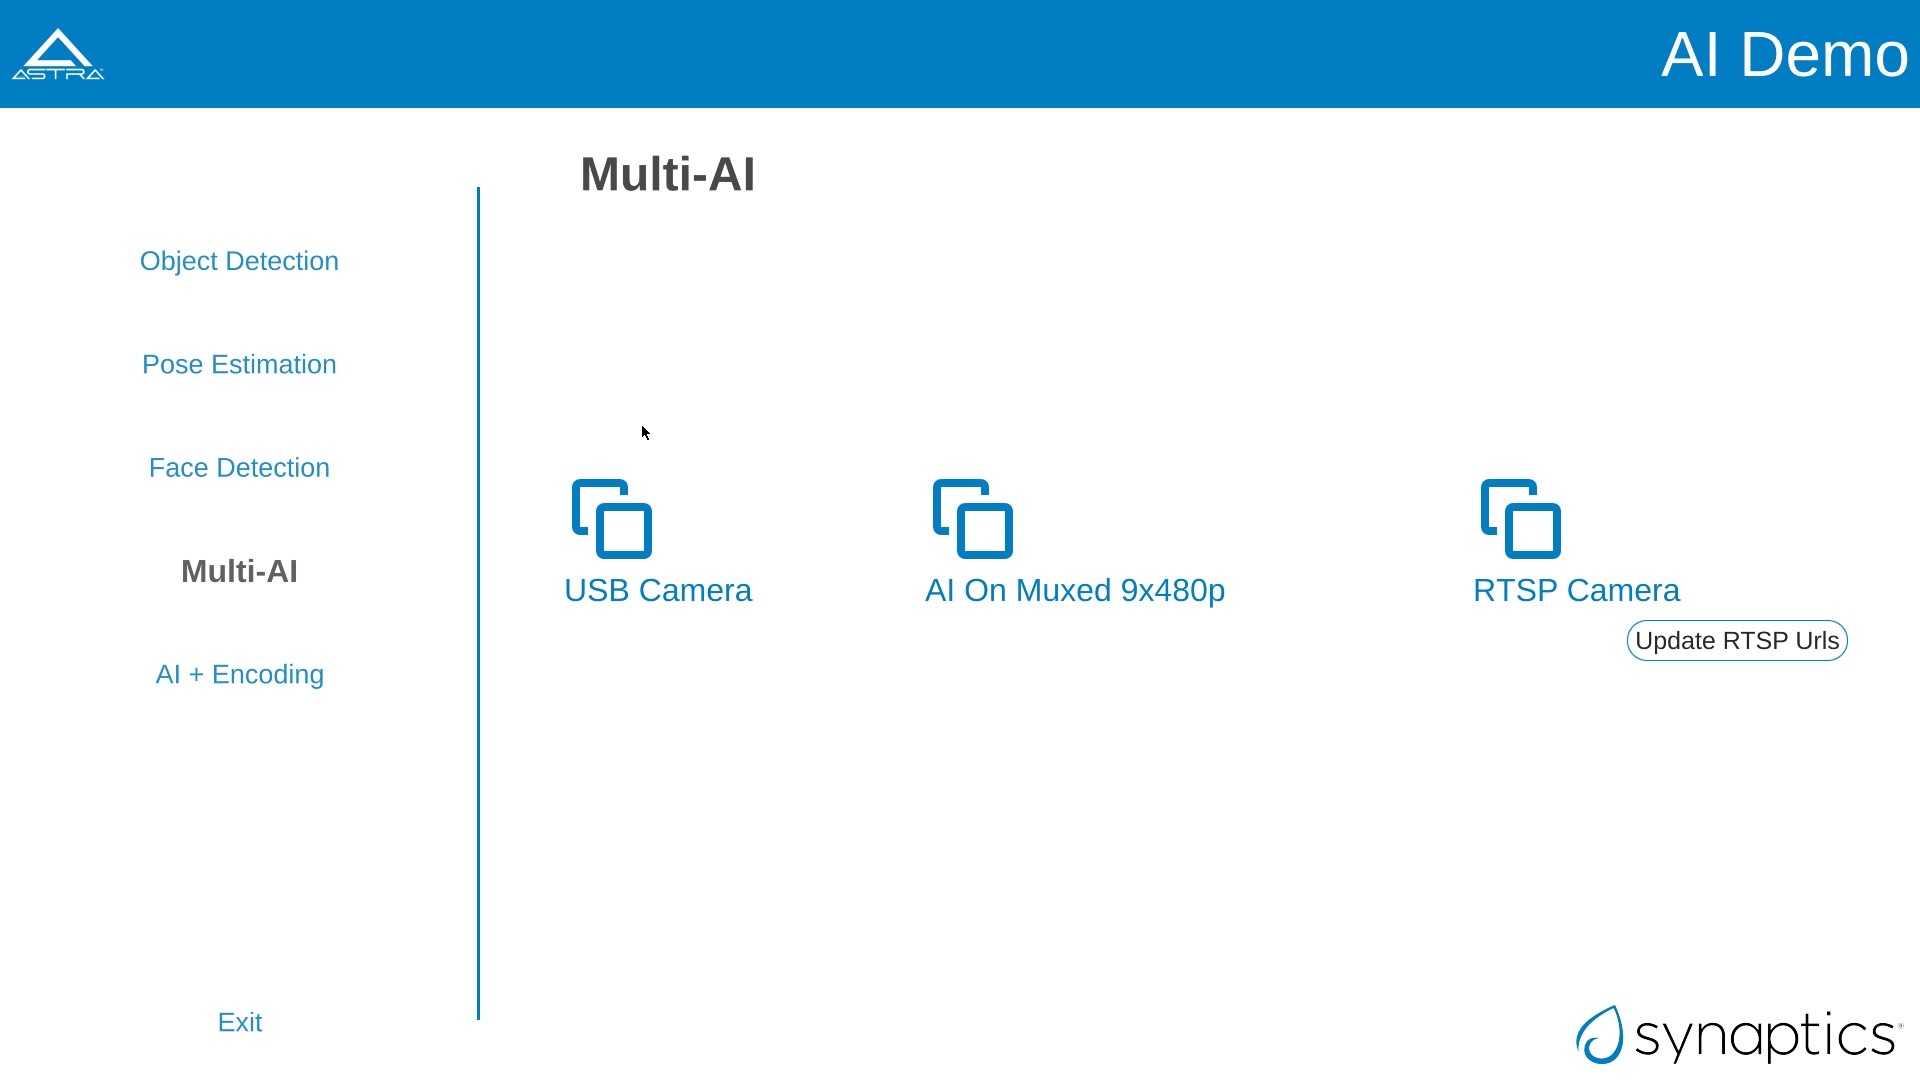 ASTRA
AI Demo
Multi-AI
Object Detection
Pose Estimation
Face Detection
Multi-AI
AI + Encoding
Exit
USB Camera
AI On Muxed 9x480p
RTSP Camera
Update RTSP Urls
synaptics®